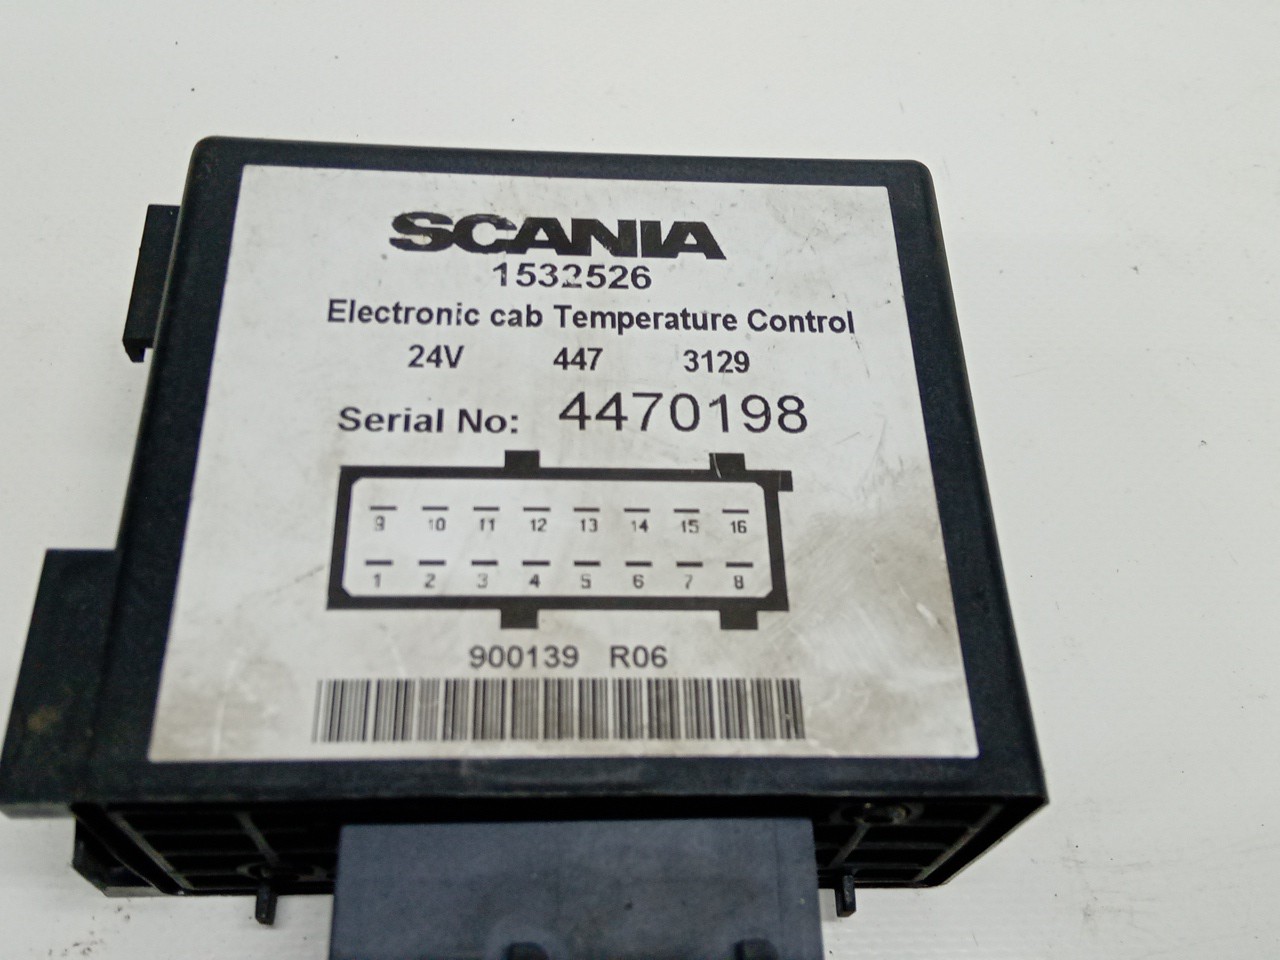 SCANIA
1532526
Electronic cab Temperature Control
24V 447 3129
Serial No: 4470198
9 10 11 12 13 14 15 16
1 2 3 4 5 6 7 8
900139 R06